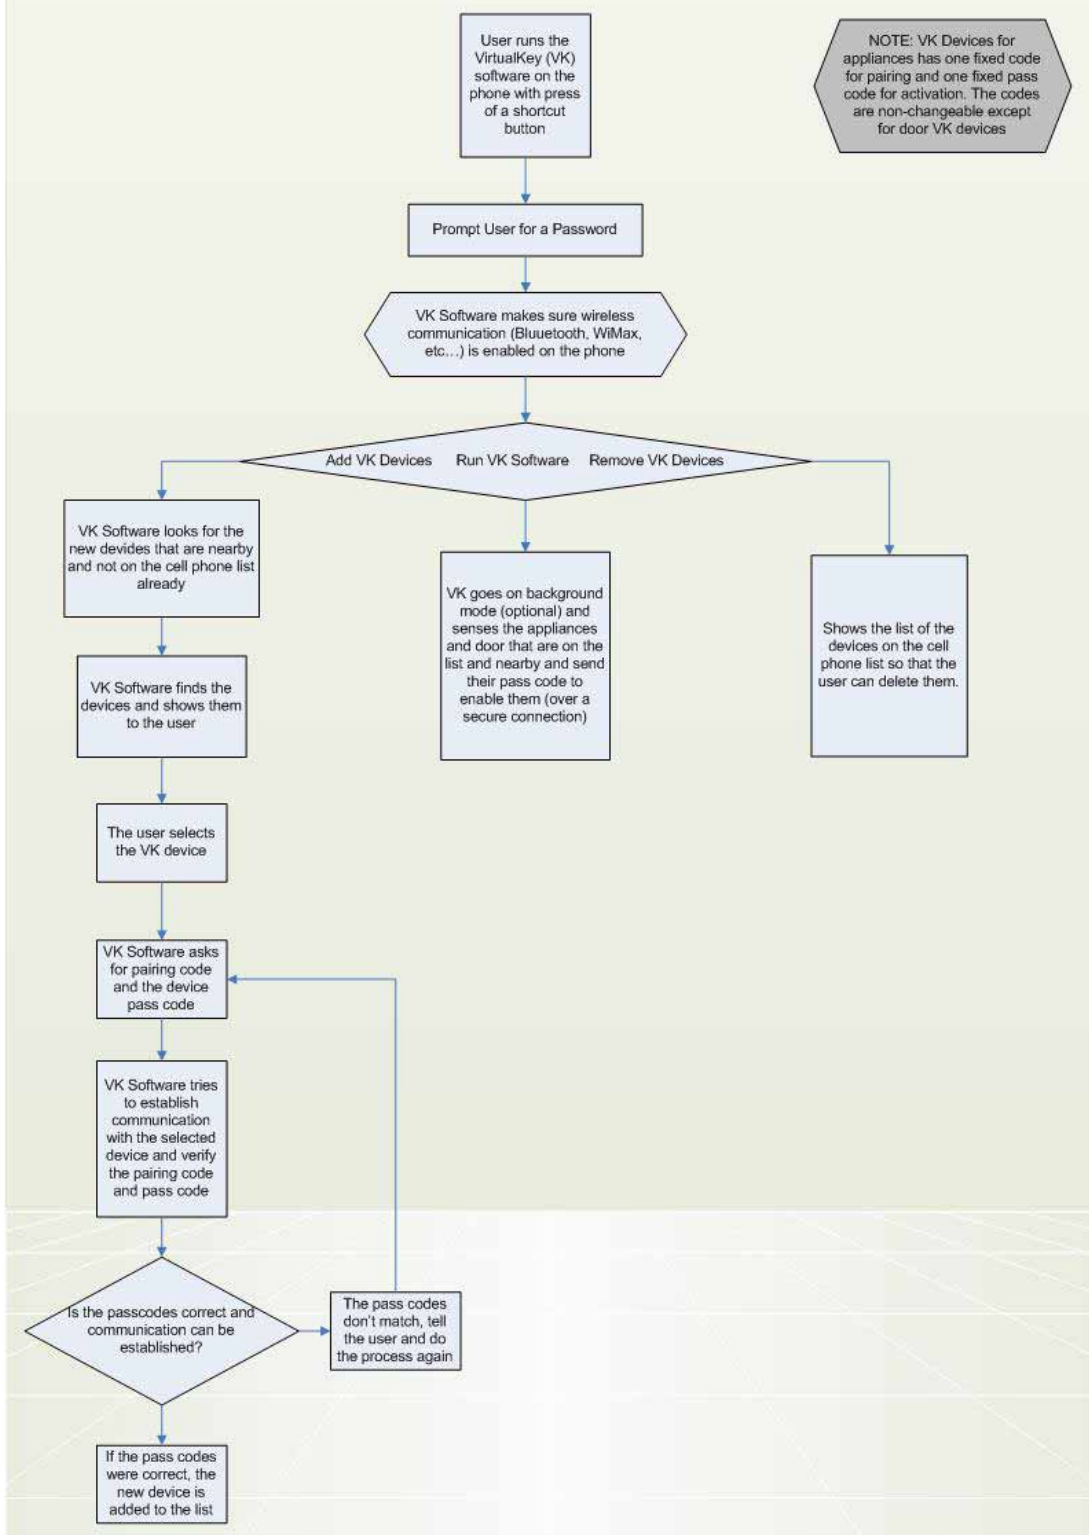 User runs the
VirtualKey (VK)
software on the
phone with press
of a shortcut
button
NOTE: VK Devices for
appliances has one fixed code
for pairing and one fixed pass
code for activation. The codes
are non-changeable except
for door VK devices
Prompt User for a Password
VK Software makes sure wireless
communication (Bluuetooth, WiMax,
etc...) is enabled on the phone
Add VK Devices Run VK Software Remove VK Devices
VK Software looks for the
new devides that are nearby
and not on the cell phone list
already
VK goes on background
mode (optional) and
senses the appliances
and door that are on the
list and nearby and send
their pass code to
enable them (over a
secure connection)
Shows the list of the
devices on the cell
phone list so that the
user can delete them.
VK Software finds the
devices and shows them
to the user
The user selects
the VK device
VK Software asks
for pairing code
and the device
pass code
VK Software tries
to establish
communication
with the selected
device and verify
the pairing code
and pass code
Is the passcodes correct and
communication can be
established?
The pass codes
don't match, tell
the user and do
the process again
If the pass codes
were correct, the
new device is
added to the list